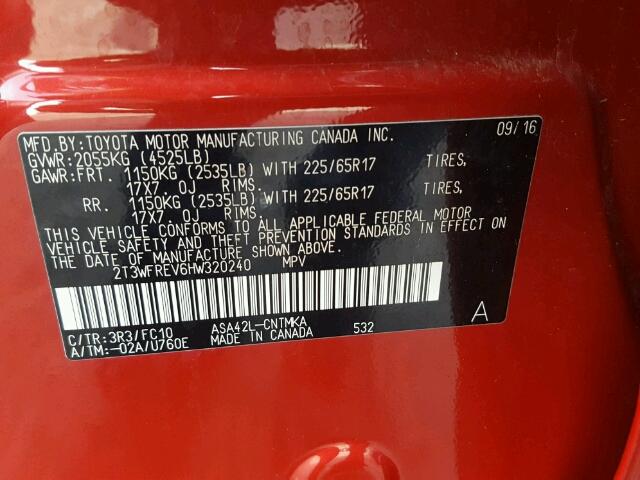 MFD.BY:TOYOTA MOTOR MANUFACTURING CANADA INC. 09/16
GVWR:2055KG (4525LB)
GAWR:FRT. 1150KG (2535LB) WITH 225/65R17 TIRES,
17X7.0J RIMS.
RR. 1150KG (2535LB) WITH 225/65R17 TIRES,
17X7.0J RIMS.
THIS VEHICLE CONFORMS TO ALL APPLICABLE FEDERAL MOTOR
VEHICLE SAFETY AND THEFT PREVENTION STANDARDS IN EFFECT ON
THE DATE OF MANUFACTURE SHOWN ABOVE.
2T3WFREV6HW320240 MPV
A
C/TR:3R3/FC10 ASA42L-CNTMKA 532
A/TM:-02A/U760E MADE IN CANADA